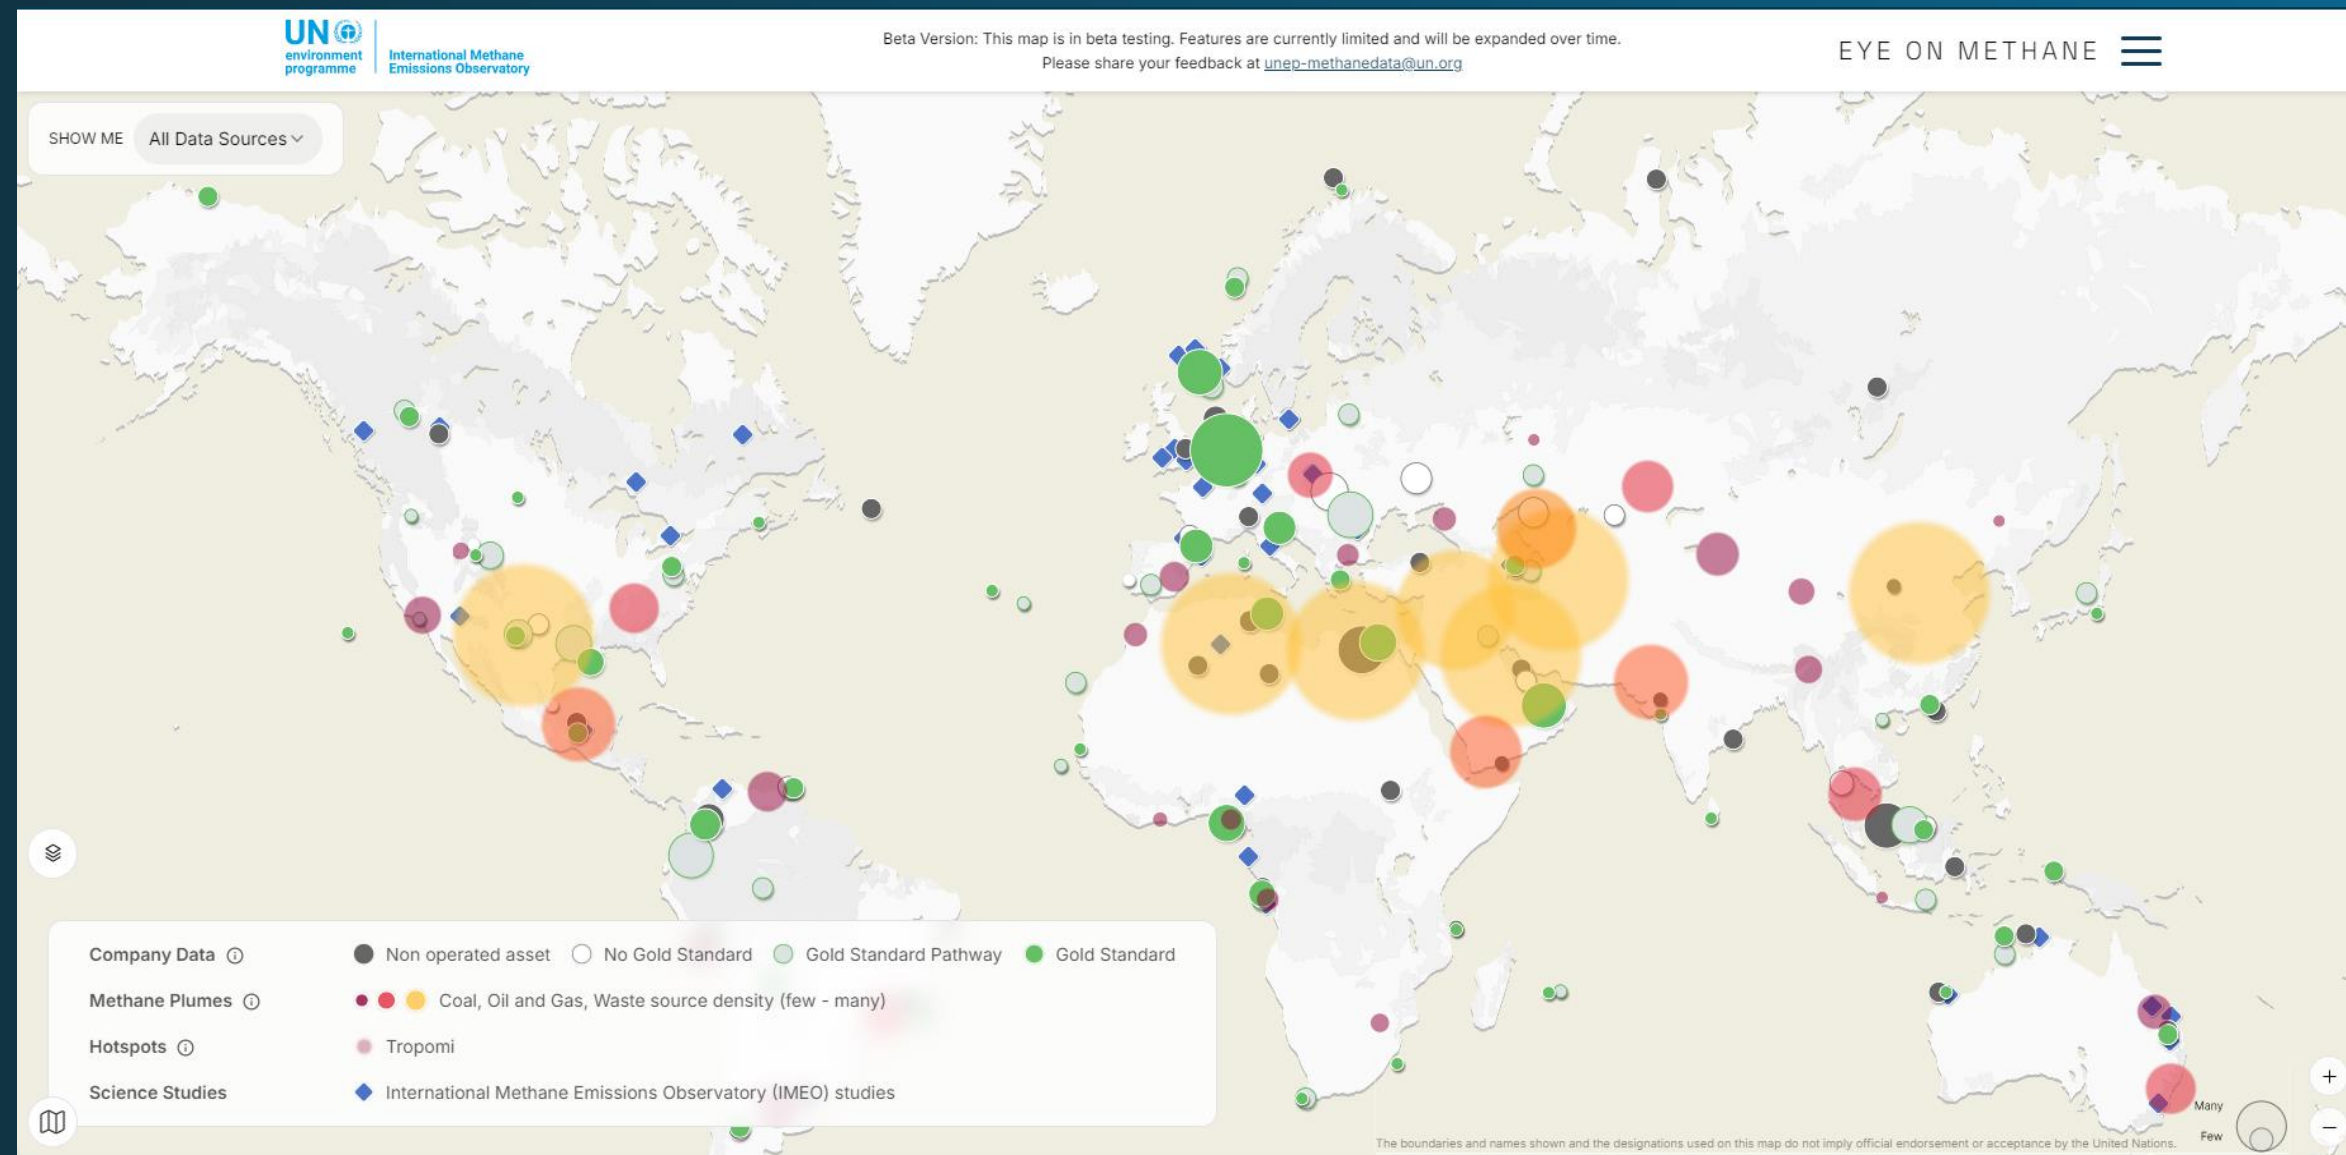 UN
environment
programme
International Methane
Emissions Observatory
Beta Version: This map is in beta testing. Features are currently limited and will be expanded over time.
Please share your feedback at unep-methanedata@un.org
EYE ON METHANE
SHOW ME All Data Sources
Company Data Non operated asset No Gold Standard Gold Standard Pathway Gold Standard
Methane Plumes Coal, Oil and Gas, Waste source density (few - many)
Hotspots Tropomi
Science Studies International Methane Emissions Observatory (IMEO) studies
+
Many
Few
−
The boundaries and names shown and the designations used on this map do not imply official endorsement or acceptance by the United Nations.